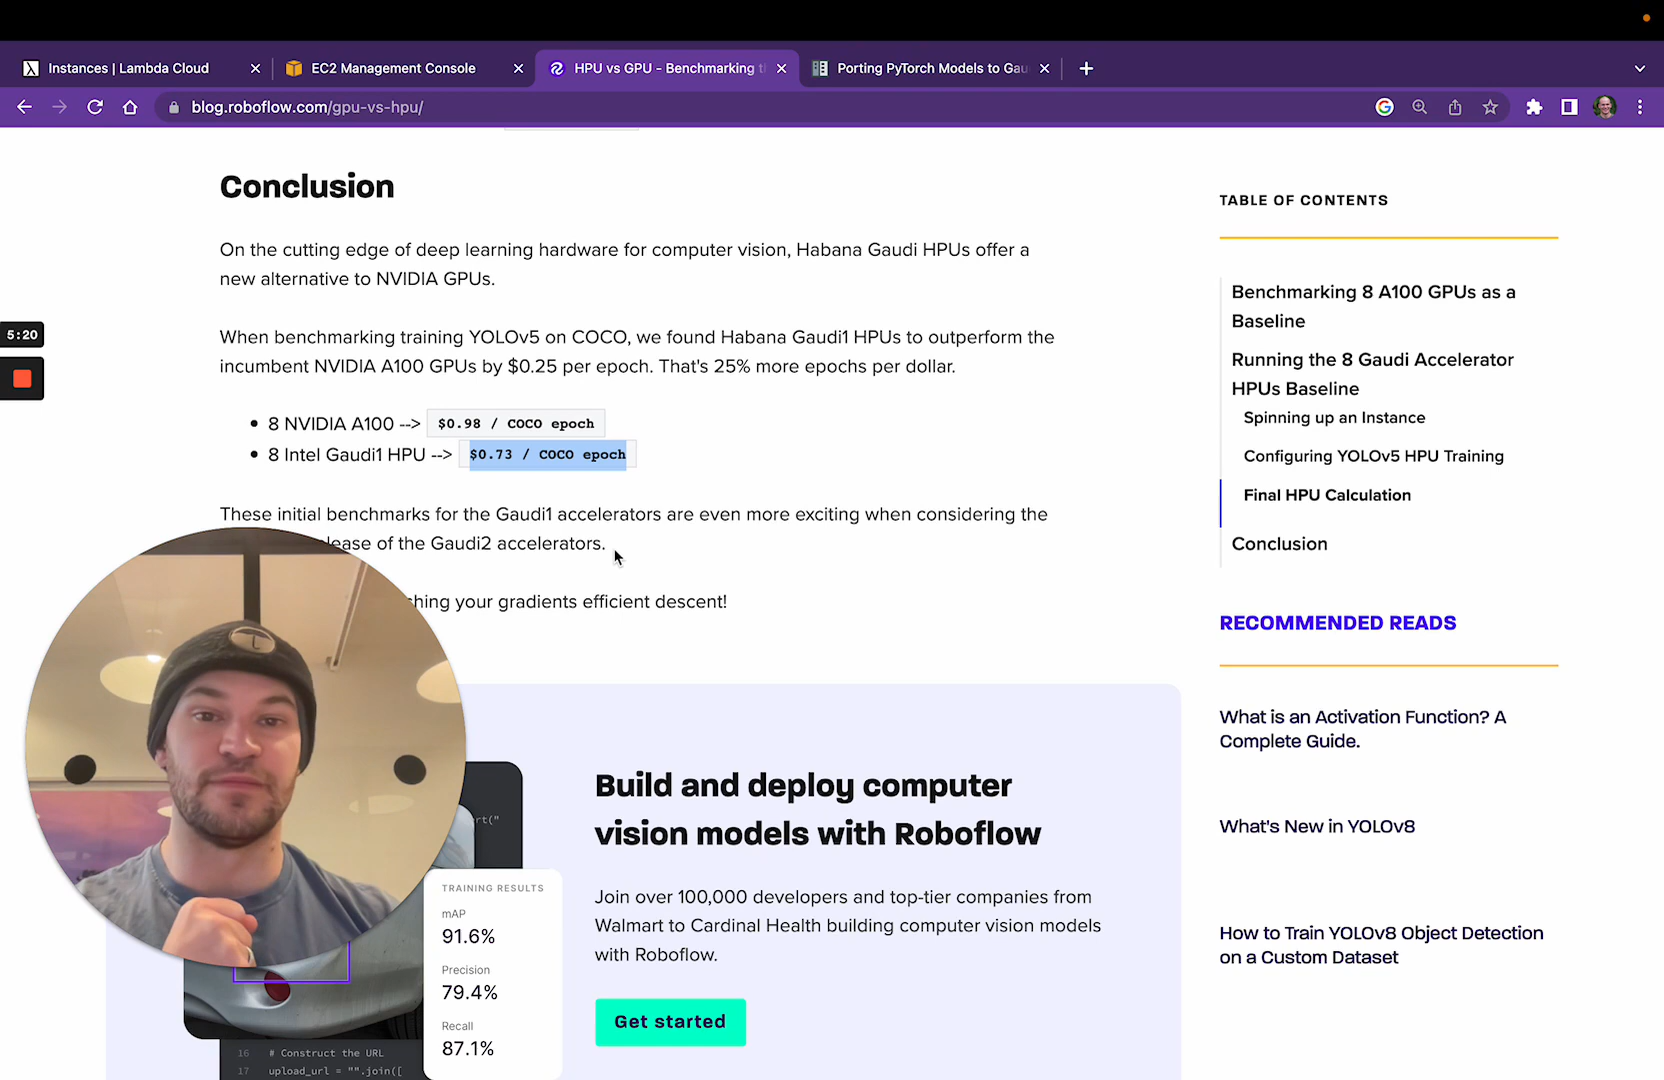 Instances | Lambda Cloud
EC2 Management Console
HPU vs GPU - Benchmarking t
Porting PyTorch Models to Gau
blog.roboflow.com/gpu-vs-hpu/
Conclusion
On the cutting edge of deep learning hardware for computer vision, Habana Gaudi HPUs offer a
new alternative to NVIDIA GPUs.
When benchmarking training YOLOv5 on COCO, we found Habana Gaudi1 HPUs to outperform the
incumbent NVIDIA A100 GPUs by $0.25 per epoch. That's 25% more epochs per dollar.
• 8 NVIDIA A100 --> $0.98 / COCO epoch
• 8 Intel Gaudi1 HPU --> $0.73 / COCO epoch
These initial benchmarks for the Gaudi1 accelerators are even more exciting when considering the
lease of the Gaudi2 accelerators.
hing your gradients efficient descent!
5:20
TABLE OF CONTENTS
Benchmarking 8 A100 GPUs as a
Baseline
Running the 8 Gaudi Accelerator
HPUs Baseline
Spinning up an Instance
Configuring YOLOv5 HPU Training
Final HPU Calculation
Conclusion
RECOMMENDED READS
What is an Activation Function? A
Complete Guide.
What's New in YOLOv8
How to Train YOLOv8 Object Detection
on a Custom Dataset
Build and deploy computer
vision models with Roboflow
Join over 100,000 developers and top-tier companies from
Walmart to Cardinal Health building computer vision models
with Roboflow.
Get started
rt("
TRAINING RESULTS
mAP
91.6%
Precision
79.4%
Recall
87.1%
16 # Construct the URL
17 upload_url = "".join([